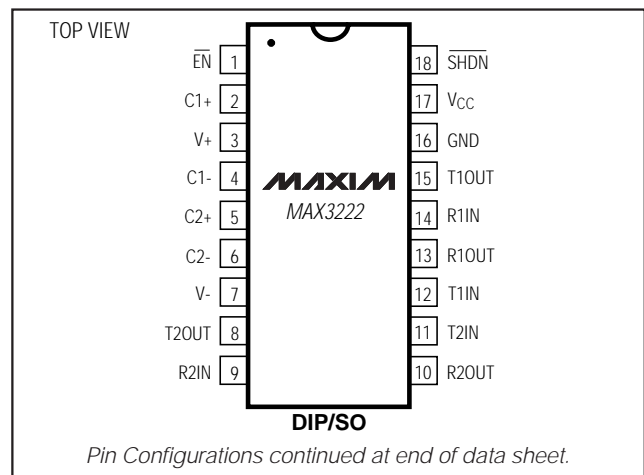 TOP VIEW
E̅N̅ 1
C1+ 2
V+ 3
C1- 4
C2+ 5
C2- 6
V- 7
T2OUT 8
R2IN 9
MAXIM
MAX3222
18 S̅H̅D̅N̅
17 VCC
16 GND
15 T1OUT
14 R1IN
13 R1OUT
12 T1IN
11 T2IN
10 R2OUT
DIP/SO
Pin Configurations continued at end of data sheet.